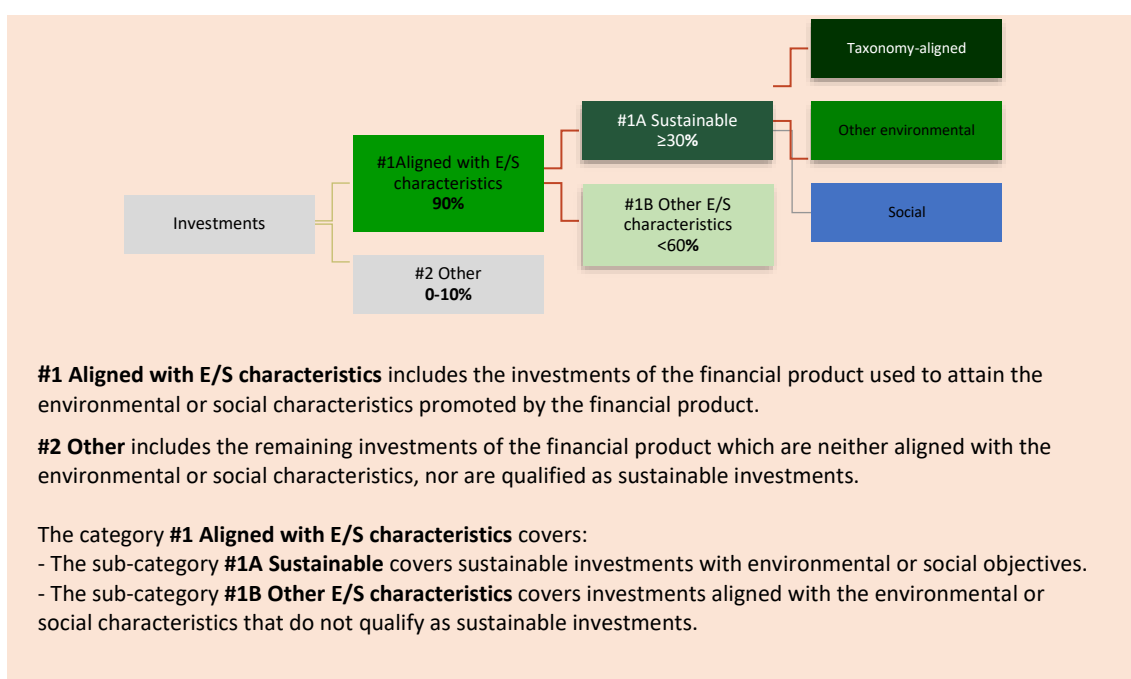 Taxonomy-aligned
#1A Sustainable
≥30%
Other environmental
#1Aligned with E/S
characteristics
90%
#1B Other E/S
characteristics
<60%
Social
Investments
#2 Other
0-10%
#1 Aligned with E/S characteristics includes the investments of the financial product used to attain the
environmental or social characteristics promoted by the financial product.
#2 Other includes the remaining investments of the financial product which are neither aligned with the
environmental or social characteristics, nor are qualified as sustainable investments.
The category #1 Aligned with E/S characteristics covers:
- The sub-category #1A Sustainable covers sustainable investments with environmental or social objectives.
- The sub-category #1B Other E/S characteristics covers investments aligned with the environmental or
social characteristics that do not qualify as sustainable investments.